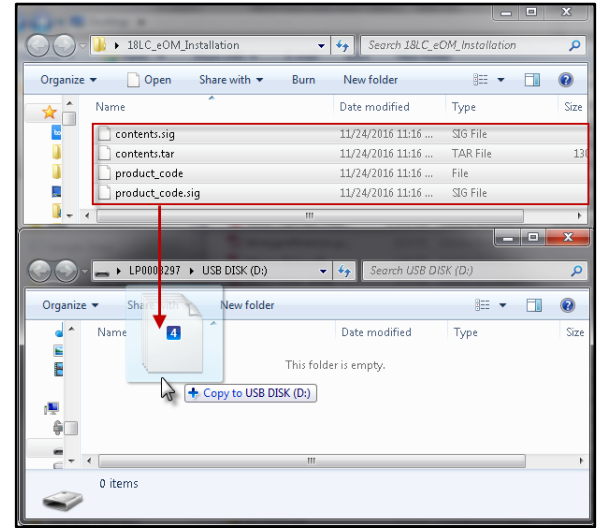 18LC_eOM_Installation
Search 18LC_eOM_Installation
Organize Open Share with Burn New folder
Name Date modified Type Size
contents.sig 11/24/2016 11:16 ... SIG File
contents.tar 11/24/2016 11:16 ... TAR File 130
product_code 11/24/2016 11:16 ... File
product_code.sig 11/24/2016 11:16 ... SIG File
USB DISK (D:)
Search USB DISK (D:)
Organize Share with New folder
Name Date modified Type Size
4
This folder is empty.
Copy to USB DISK (D:)
0 items